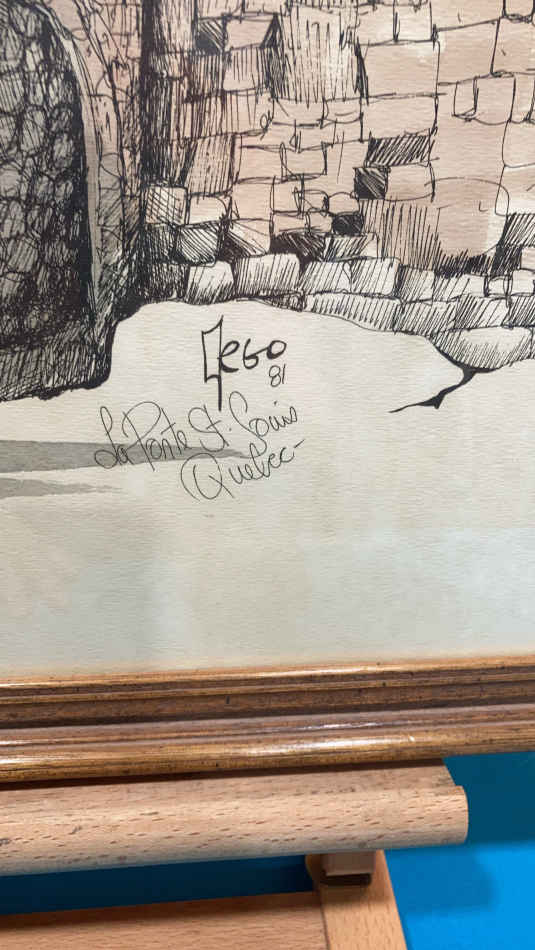 Lego
81
La Porte St. Louis
Quebec-